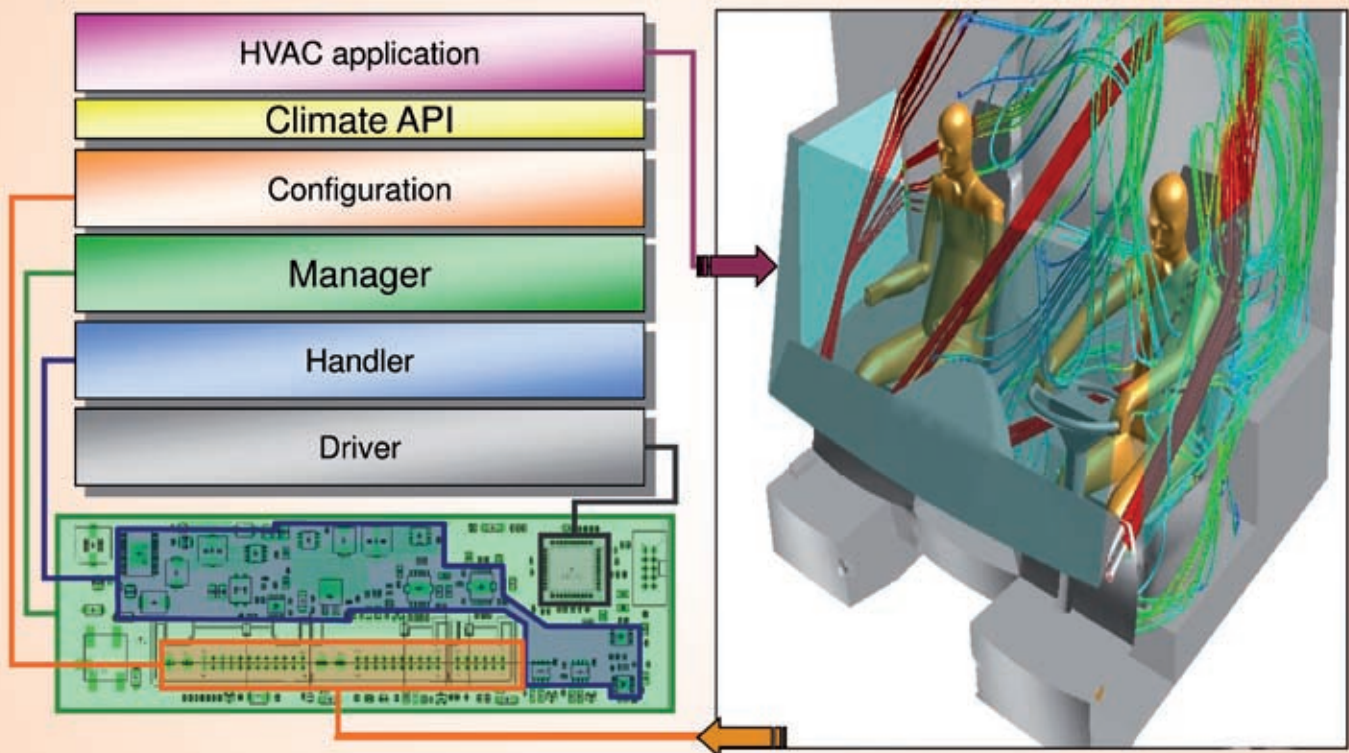 HVAC application
Climate API
Configuration
Manager
Handler
Driver